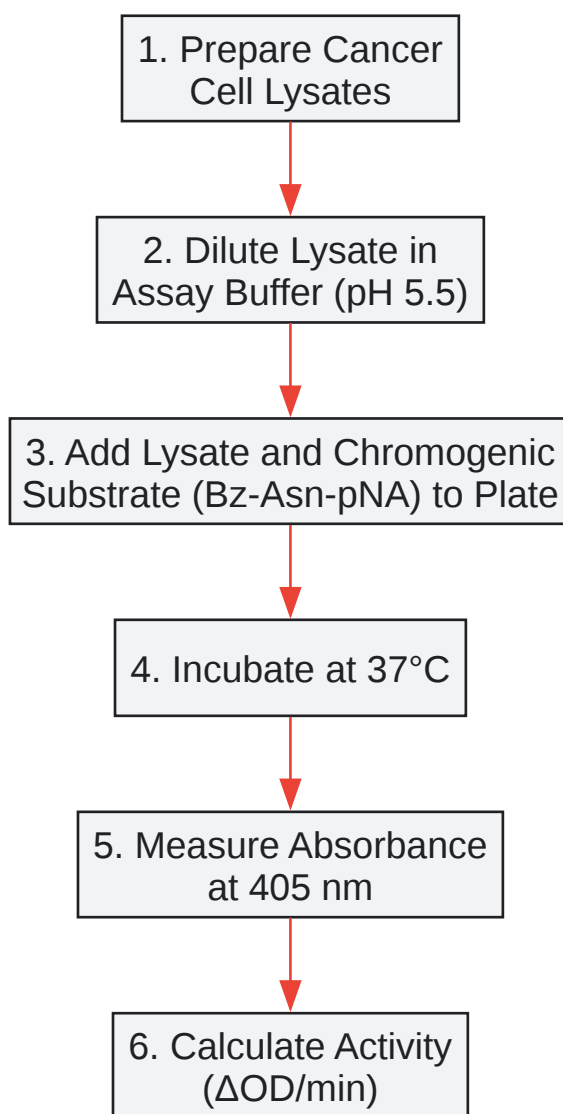 1. Prepare Cancer
Cell Lysates
2. Dilute Lysate in
Assay Buffer (pH 5.5)
3. Add Lysate and Chromogenic
Substrate (Bz-Asn-pNA) to Plate
4. Incubate at 37°C
5. Measure Absorbance
at 405 nm
6. Calculate Activity
(ΔOD/min)